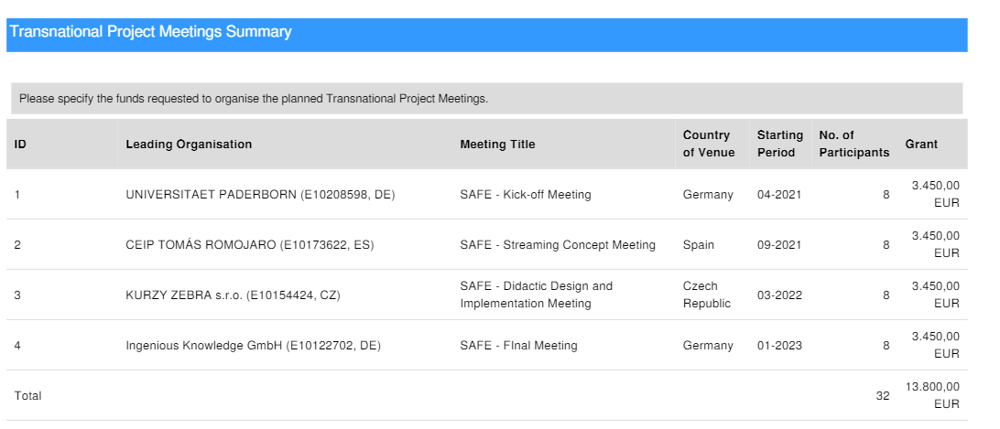 Transnational Project Meetings Summary
Please specify the funds requested to organise the planned Transnational Project Meetings.
ID Leading Organisation Meeting Title Country of Venue Starting Period No. of Participants Grant
1 UNIVERSITAET PADERBORN (E10208598, DE) SAFE - Kick-off Meeting Germany 04-2021 8 3.450,00 EUR
2 CEIP TOMÁS ROMOJARO (E10173622, ES) SAFE - Streaming Concept Meeting Spain 09-2021 8 3.450,00 EUR
3 KURZY ZEBRA s.r.o. (E10154424, CZ) SAFE - Didactic Design and Implementation Meeting Czech Republic 03-2022 8 3.450,00 EUR
4 Ingenious Knowledge GmbH (E10122702, DE) SAFE - FInal Meeting Germany 01-2023 8 3.450,00 EUR
Total 32 13.800,00 EUR